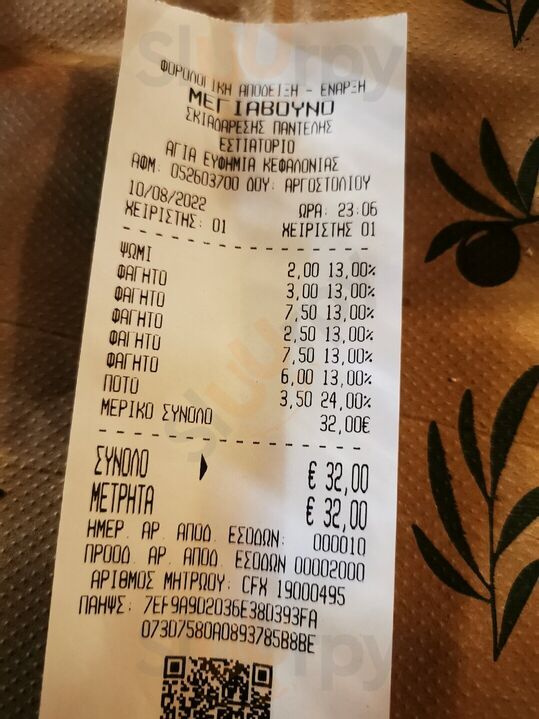 ΦΟΡΟΛΟΓΙΚΗ ΑΠΟΔΕΙΞΗ - ΕΝΑΡΞΗ
ΜΕΓΙΑΒΟΥΝΟ
ΣΚΙΑΔΑΡΕΣΗΣ ΠΑΝΤΕΛΗΣ
ΕΣΤΙΑΤΟΡΙΟ
ΑΓΙΑ ΕΥΦΗΜΙΑ ΚΕΦΑΛΟΝΙΑΣ
ΑΦΜ: 052603700 ΔΟΥ: ΑΡΓΟΣΤΟΛΙΟΥ
10/08/2022 ΩΡΑ: 23:06
ΧΕΙΡΙΣΤΗΣ: 01 ΧΕΙΡΙΣΤΗΣ 01
ΨΩΜΙ 2,00 13,00%
ΦΑΓΗΤΟ 3,00 13,00%
ΦΑΓΗΤΟ 7,50 13,00%
ΦΑΓΗΤΟ 2,50 13,00%
ΦΑΓΗΤΟ 7,50 13,00%
ΦΑΓΗΤΟ 6,00 13,00%
ΠΟΤΟ 3,50 24,00%
ΜΕΡΙΚΟ ΣΥΝΟΛΟ 32,00€
ΣΥΝΟΛΟ € 32,00
ΜΕΤΡΗΤΑ € 32,00
ΗΜΕΡ. ΑΡ. ΑΠΟΔ. ΕΣΟΔΩΝ: 000010
ΠΡΟΟΔ. ΑΡ. ΑΠΟΔ. ΕΣΟΔΩΝ 00002000
ΑΡΙΘΜΟΣ ΜΗΤΡΩΟΥ: CFX 19000495
ΠΑΗΨΣ: 7EF9A9D2036E38D393FA
073D7580A0893785B8BE